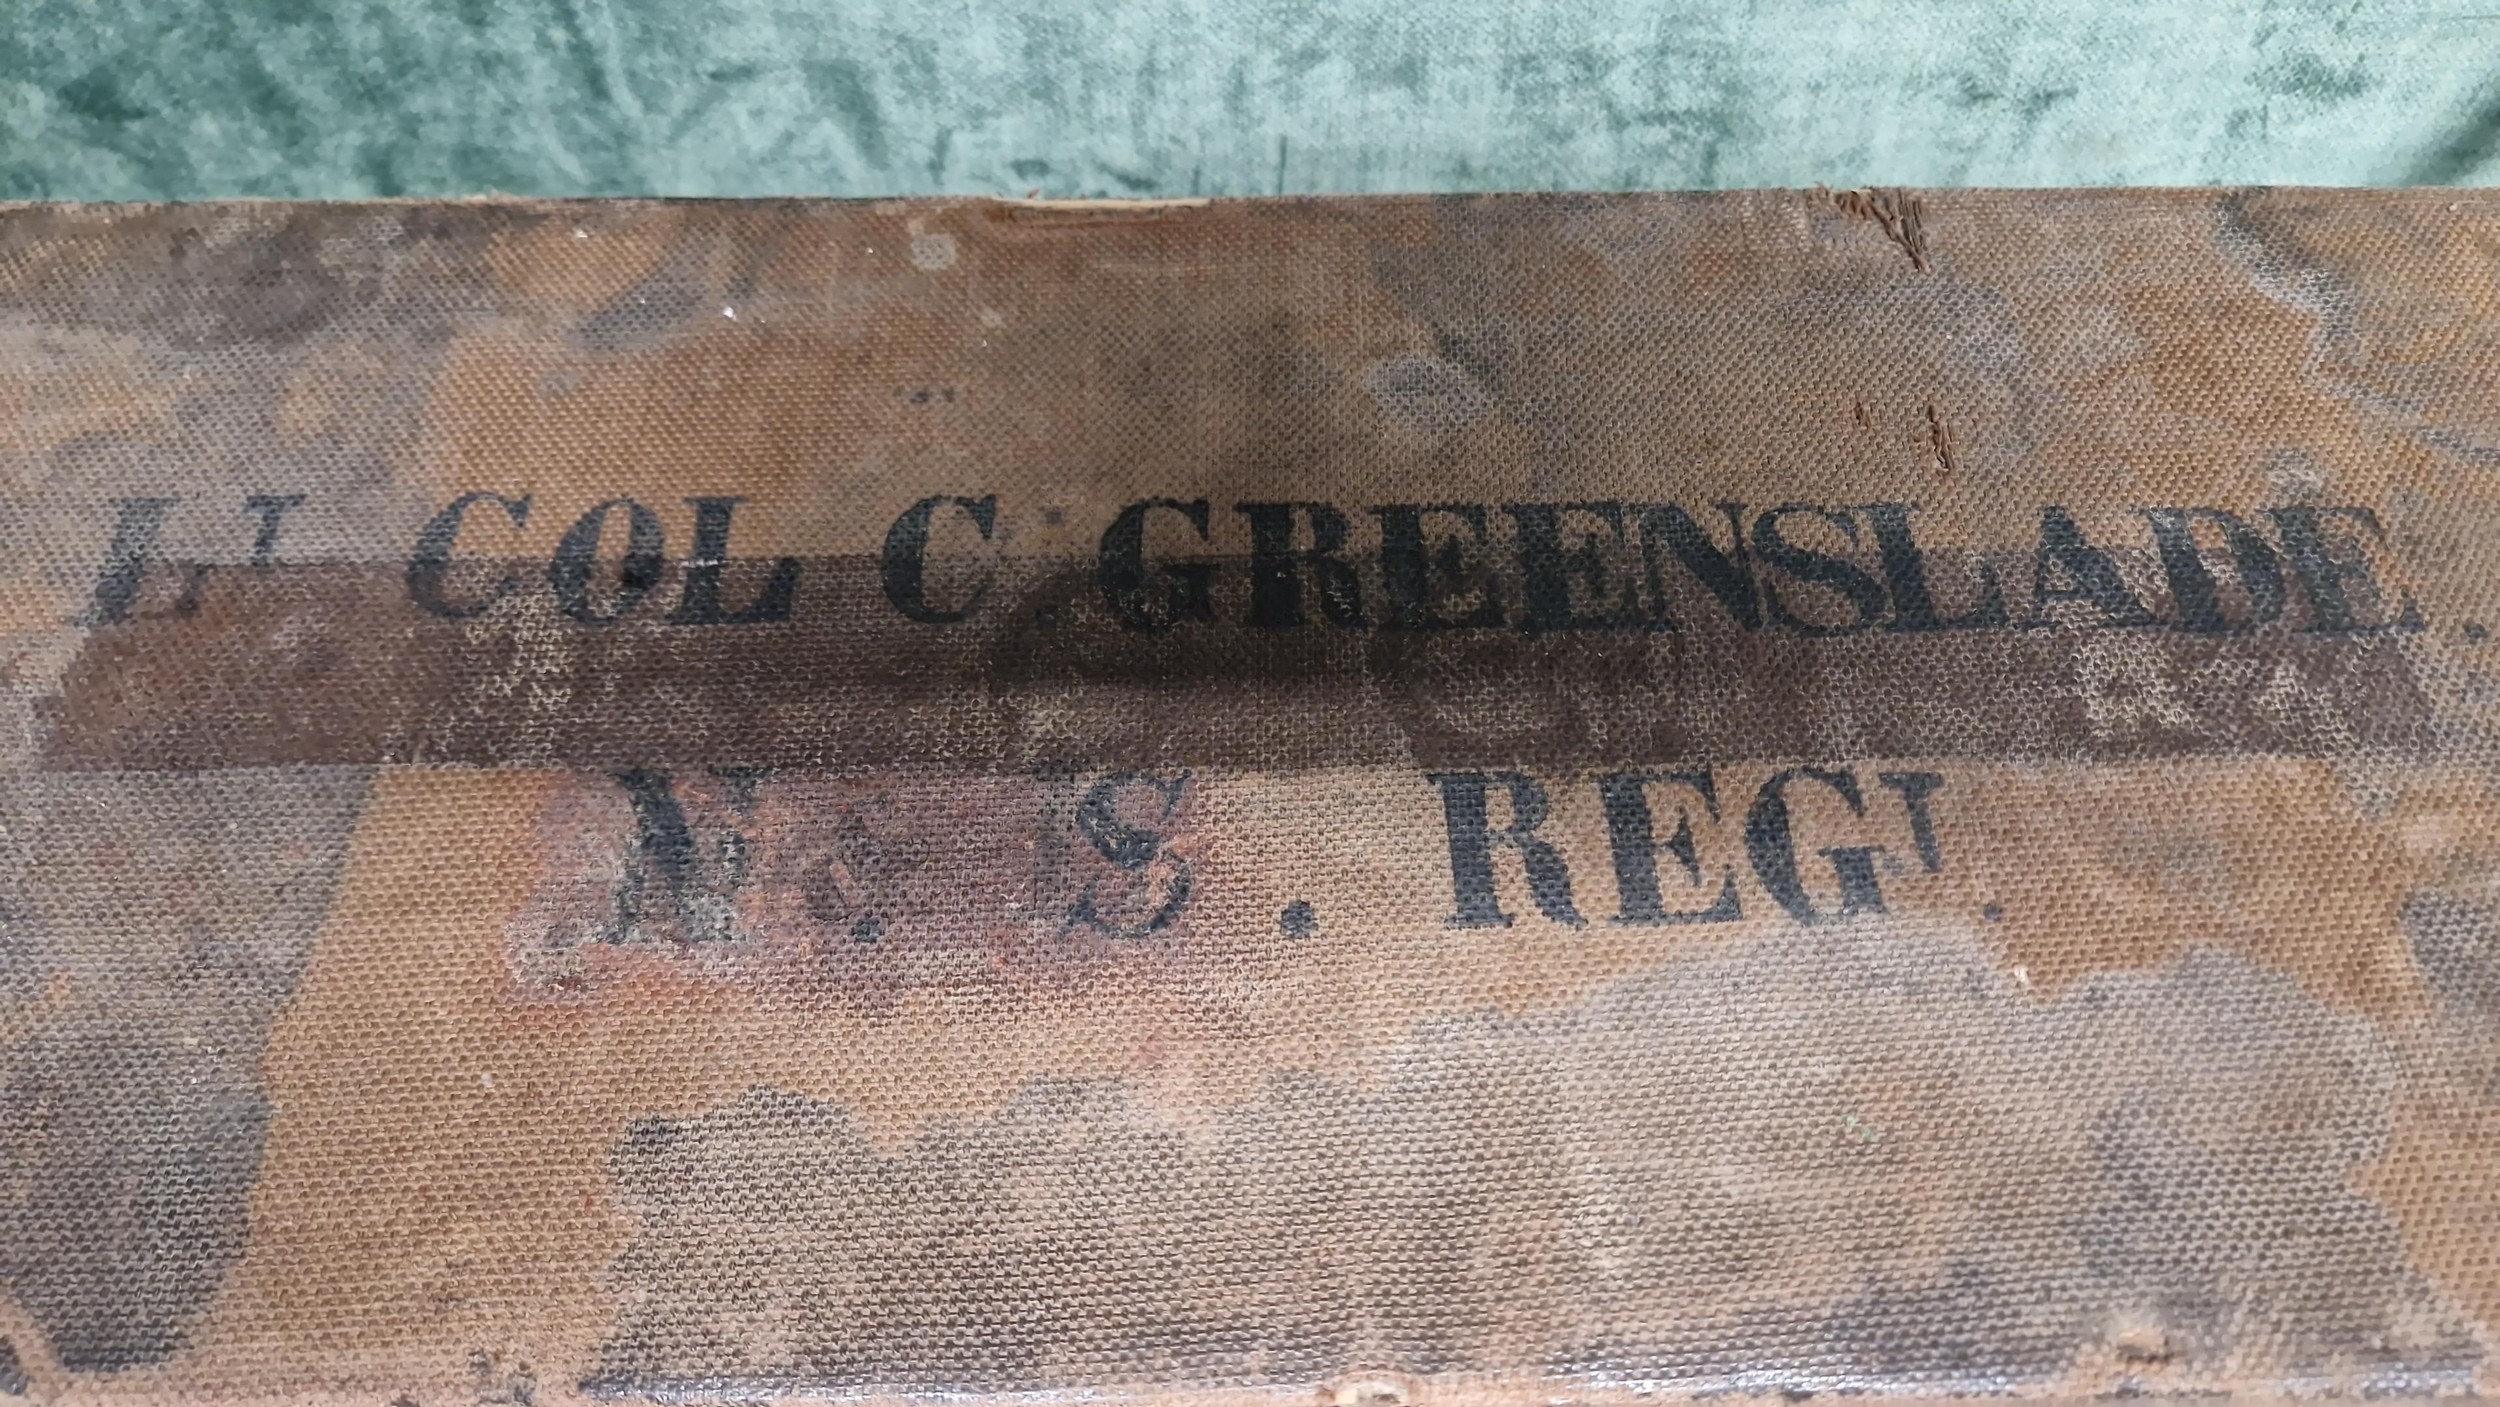 Lᵀ COL C. GREENSLADE.
N. S. REGᵀ.